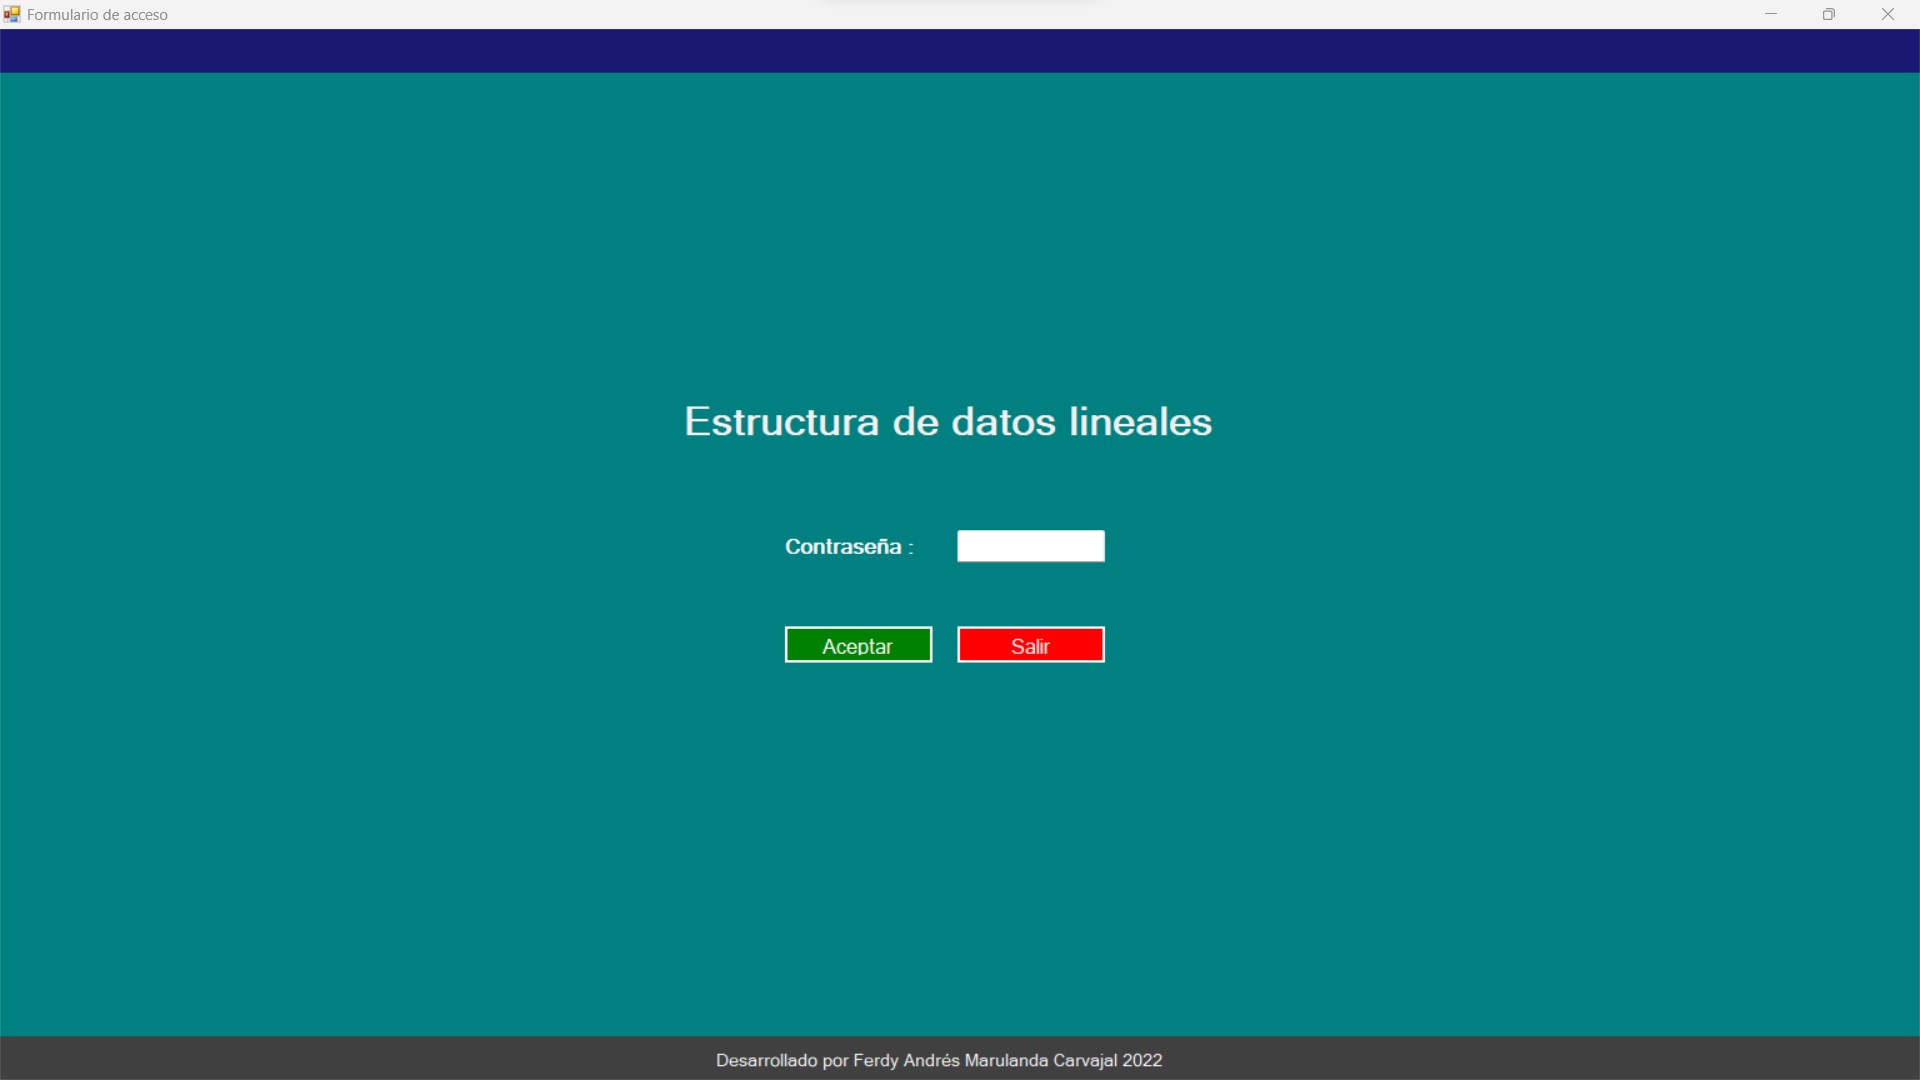 Formulario de acceso
Estructura de datos lineales
Contraseña :
Aceptar
Salir
Desarrollado por Ferdy Andrés Marulanda Carvajal 2022